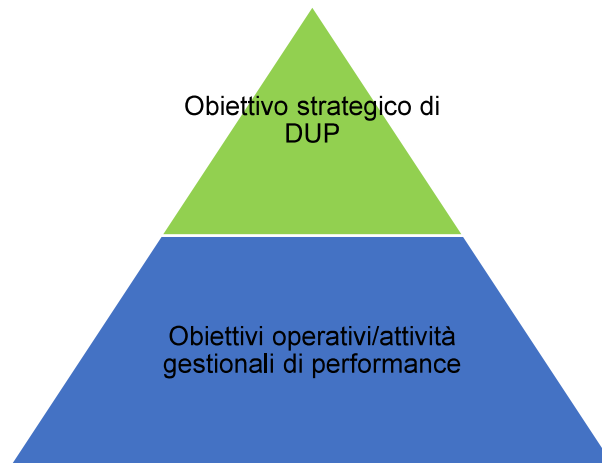 Obiettivo strategico di
DUP
Obiettivi operativi/attività
gestionali di performance